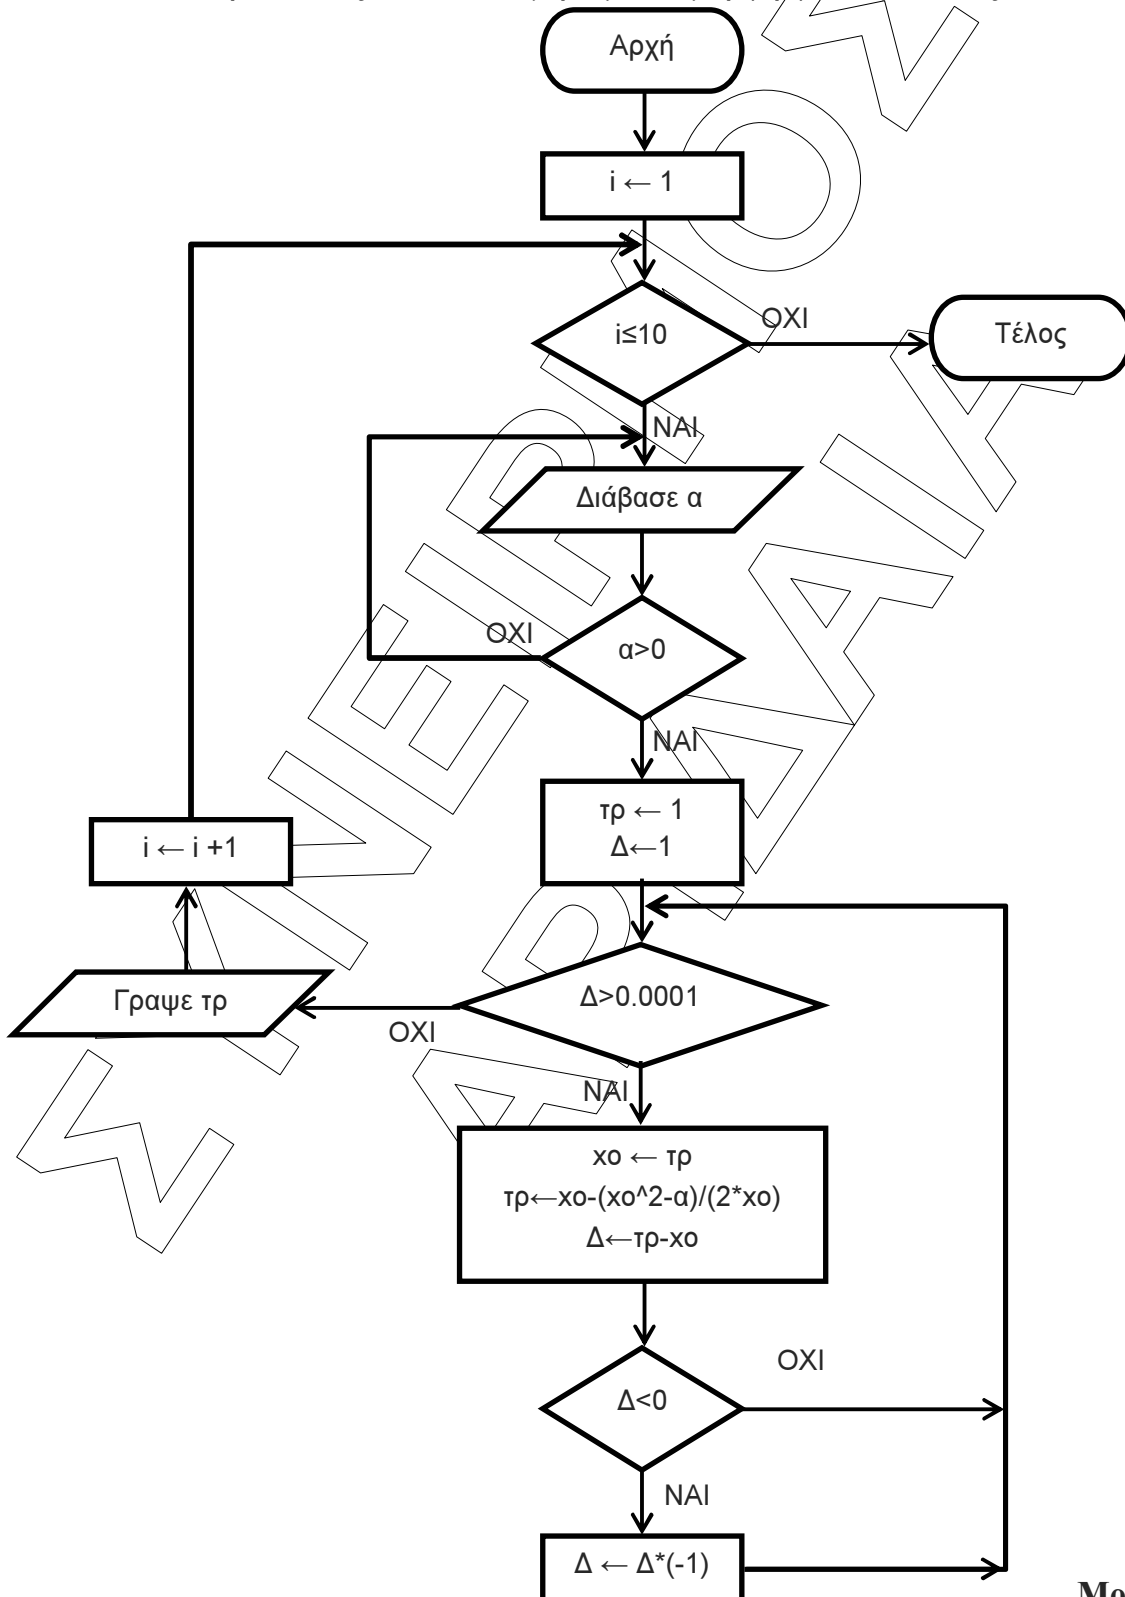 Αρχή
i ← 1
i≤10
ΟΧΙ
Τέλος
ΝΑΙ
Διάβασε α
ΟΧΙ
α>0
ΝΑΙ
τρ ← 1
Δ←1
i ← i +1
Δ>0.0001
Γραψε τρ
ΟΧΙ
ΝΑΙ
xo ← τρ
τρ←xo-(xo^2-α)/(2*xo)
Δ←τρ-xo
ΟΧΙ
Δ<0
ΝΑΙ
Δ ← Δ*(-1)